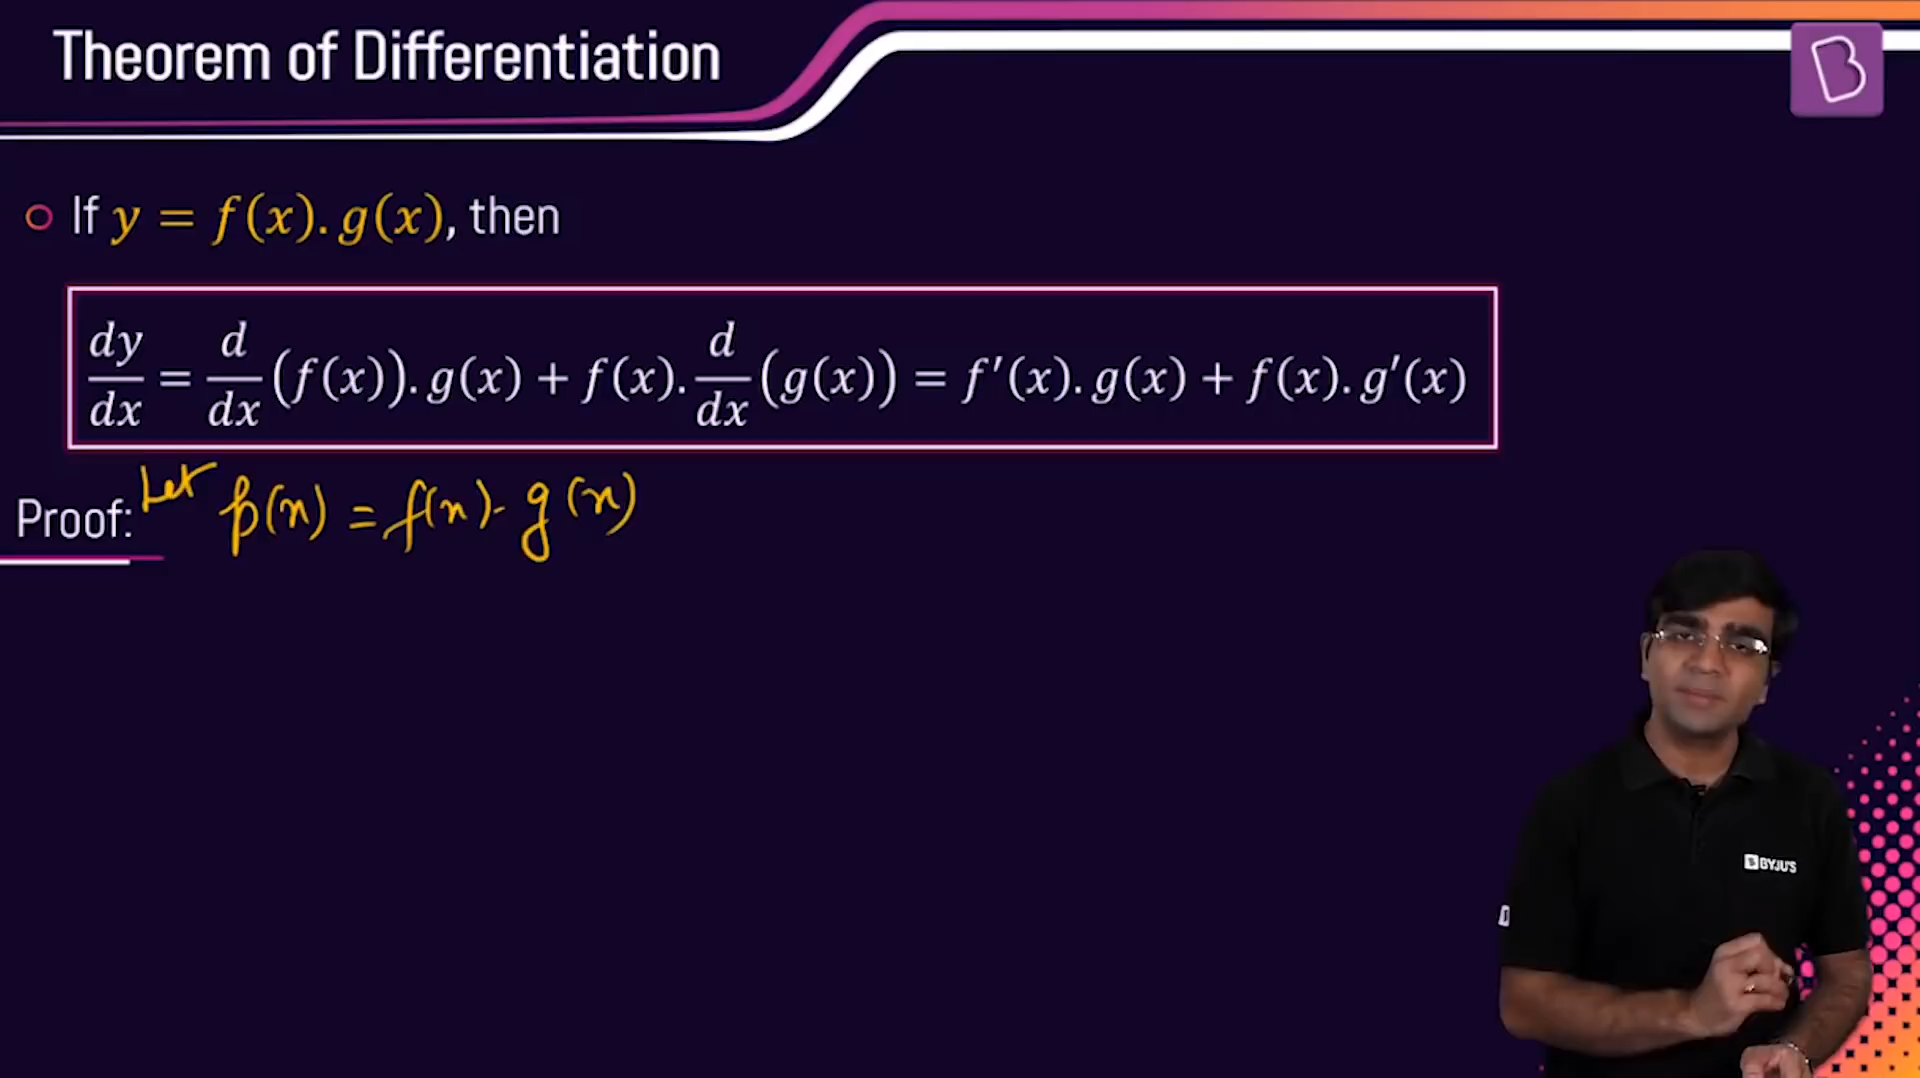 Theorem of Differentiation
B
If y = f(x). g(x), then
dy/dx = d/dx (f(x)). g(x) + f(x). d/dx (g(x)) = f′(x). g(x) + f(x). g′(x)
Proof: Let p(x) = f(x). g(x)
BYJU'S